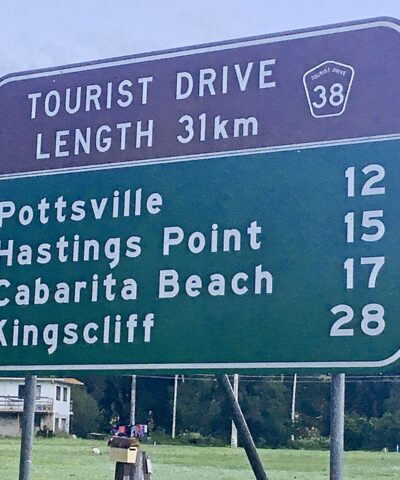 TOURIST DRIVE
TOURIST DRIVE
38
LENGTH 31km
Pottsville 12
Hastings Point 15
Cabarita Beach 17
Kingscliff 28